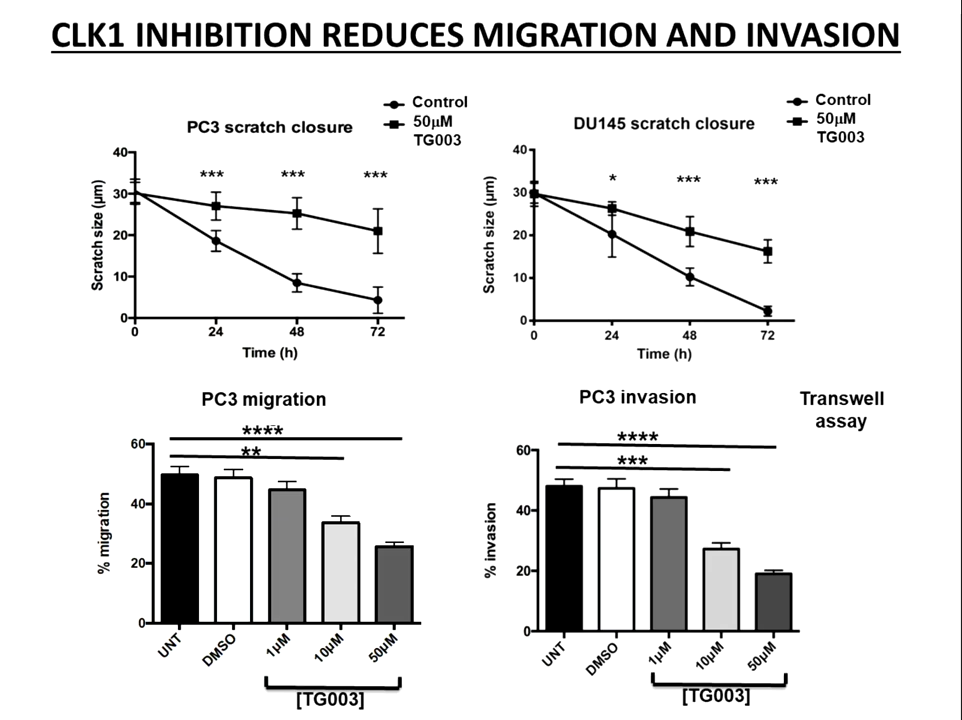 CLK1 INHIBITION REDUCES MIGRATION AND INVASION
PC3 scratch closure
Control
50μM
TG003
Scratch size (μm)
40
30
20
10
0
*** *** ***
0 24 48 72
Time (h)
DU145 scratch closure
Control
50μM
TG003
Scratch size (μm)
40
30
20
10
0
* *** ***
0 24 48 72
Time (h)
PC3 migration
% migration
60
40
20
0
****
**
UNT DMSO 1μM 10μM 50μM
[TG003]
PC3 invasion
Transwell
assay
% invasion
60
40
20
0
****
***
UNT DMSO 1μM 10μM 50μM
[TG003]